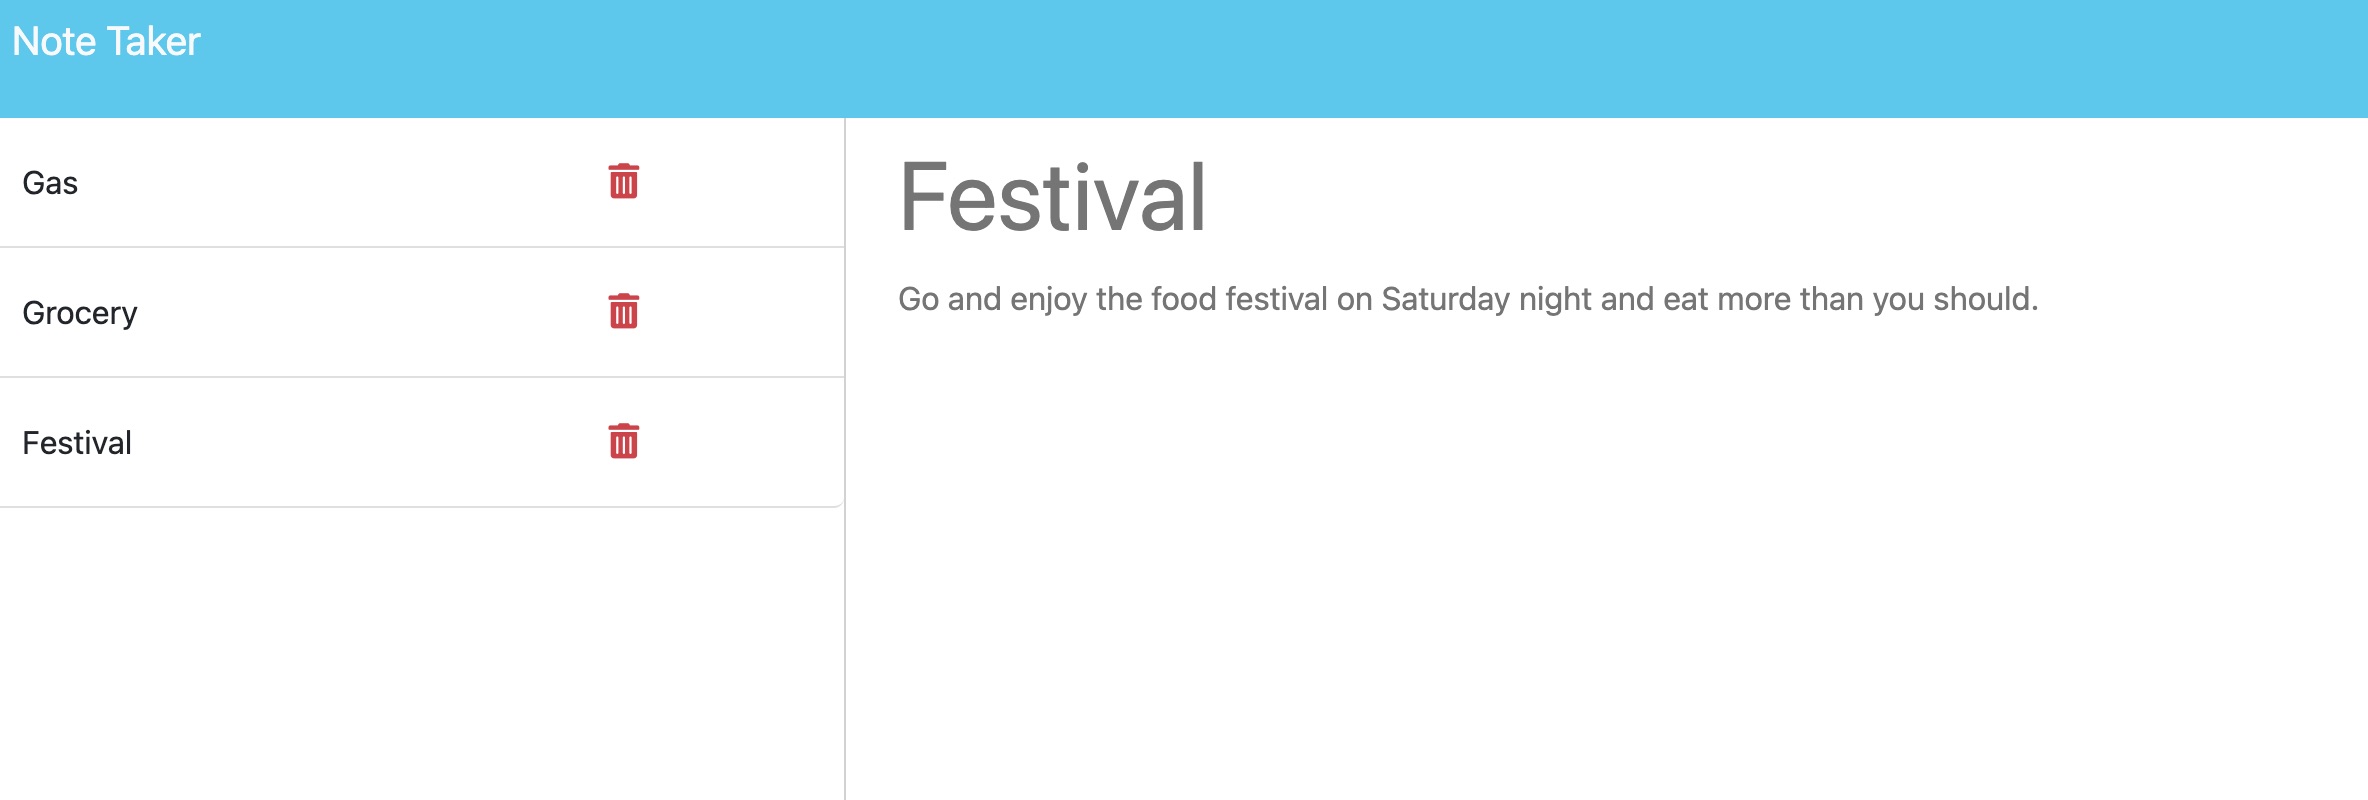 Note Taker
Gas
Grocery
Festival
Festival
Go and enjoy the food festival on Saturday night and eat more than you should.